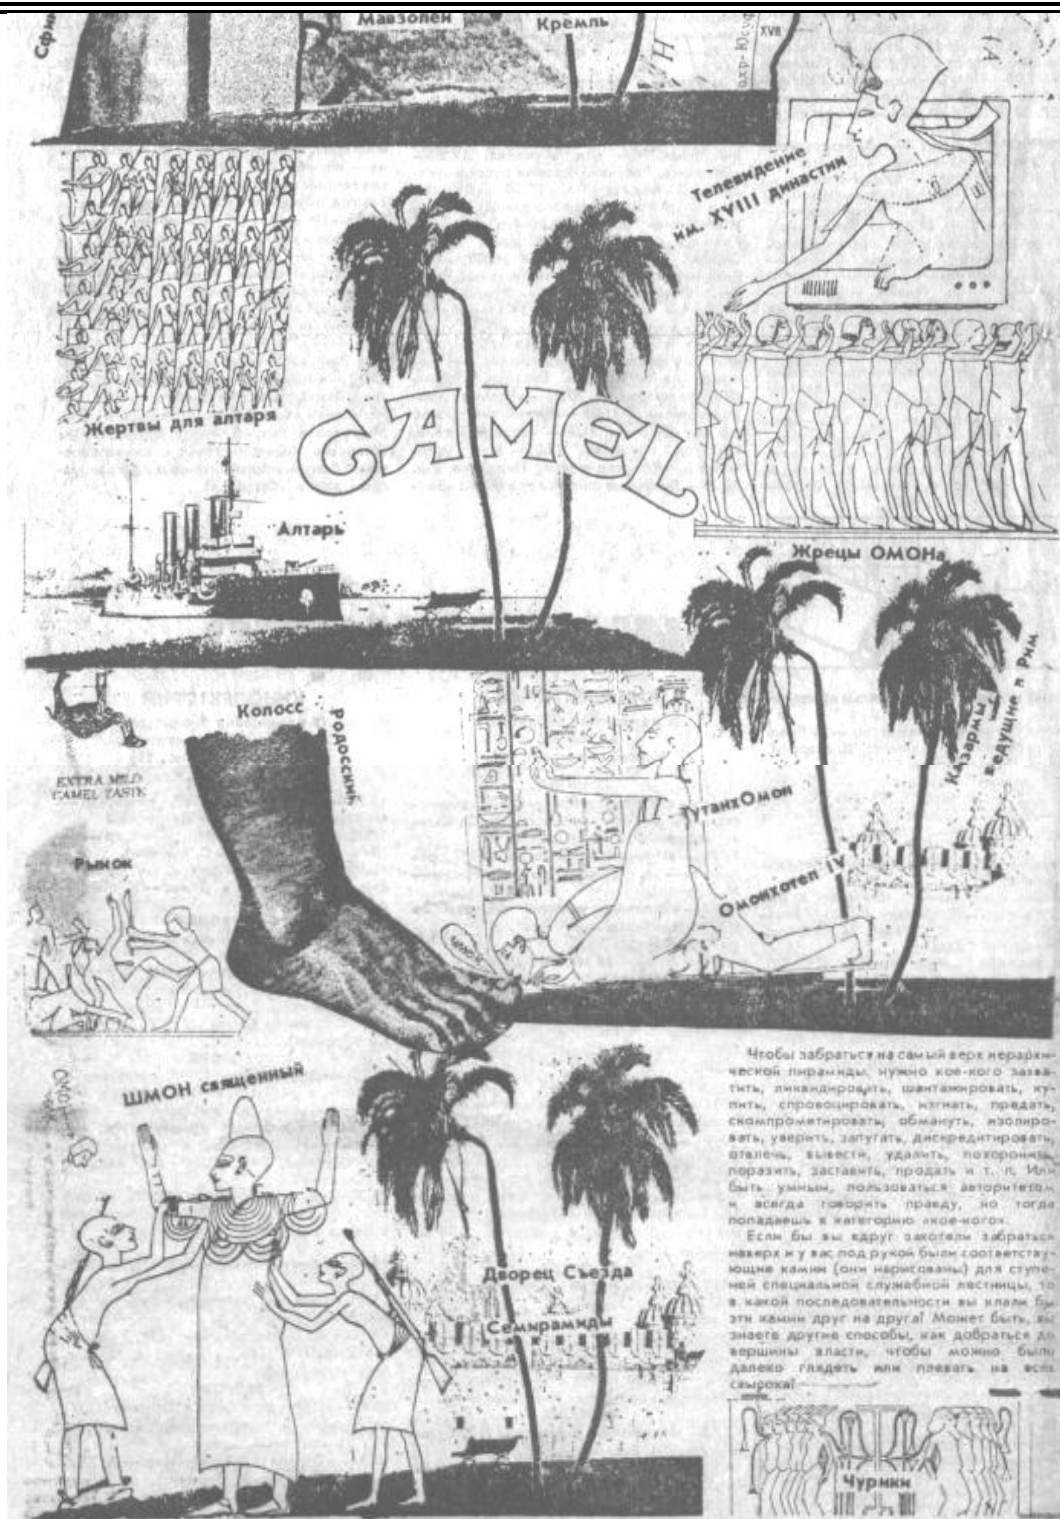 Мавзолей
Кремль
XVII
Телевидение
им. XVIII династии
Жертвы для алтаря
CAMEL
Алтарь
Жрецы ОМОНа
Колосс
Родосский
EXTRA MILD
CAMEL TASTE
Рынок
ТутанхОмон
Омонхотеп IV
Казармы,
ведущие в Рим
ШМОН священный
Дворец Съезда
Семирамиды
Чтобы забраться на самый верх иерархи-
ческой пирамиды, нужно кое-кого захва-
тить, ликвидировать, шантажировать, ку-
пить, спровоцировать, изгнать, предать,
скомпрометировать, обмануть, изолиро-
вать, уверить, запугать, дискредитировать,
отвлечь, вывести, удалить, похоронить,
поразить, заставить, продать и т. п. Или
быть умным, пользоваться авторитетом
и всегда говорить правду, но тогда
попадаешь в категорию «кое-кого».
Если бы вы вдруг захотели забраться
наверх и у вас под рукой были соответству-
ющие камни (они нарисованы) для ступе-
ней специальной служебной лестницы, то
в какой последовательности вы клали бы
эти камни друг на друга? Может быть, вы
знаете другие способы, как добраться до
вершины власти, чтобы можно было
далеко глядеть или плевать на всех
свысока?
Чурики